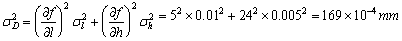 σ_D^2 = (∂f/∂l)^2 σ_l^2 + (∂f/∂h)^2 σ_h^2 = 5^2 × 0.01^2 + 24^2 × 0.005^2 = 169 × 10^-4 mm